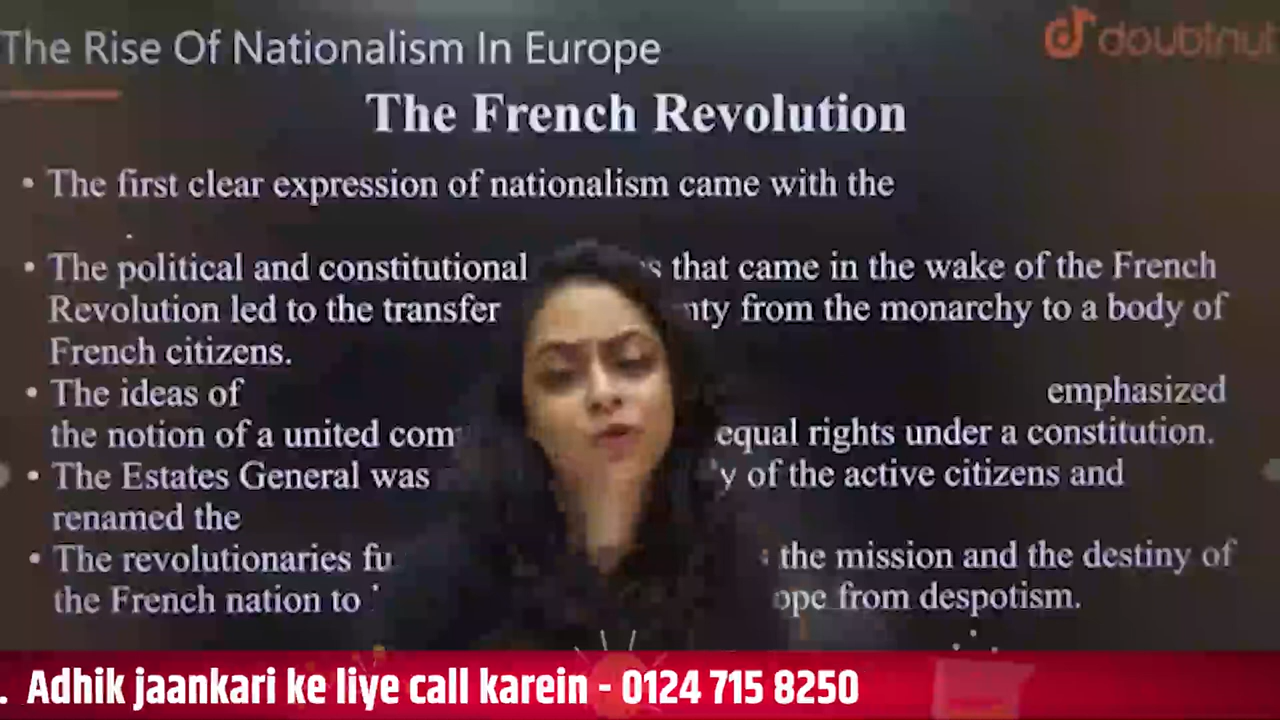 The Rise Of Nationalism In Europe
doubtnut
The French Revolution
• The first clear expression of nationalism came with the
.
• The political and constitutional that came in the wake of the French
Revolution led to the transfer from the monarchy to a body of
French citizens.
• The ideas of emphasized
the notion of a united equal rights under a constitution.
• The Estates General was of the active citizens and
renamed the
• The revolutionaries the mission and the destiny of
the French nation to from despotism.
. Adhik jaankari ke liye call karein - 0124 715 8250